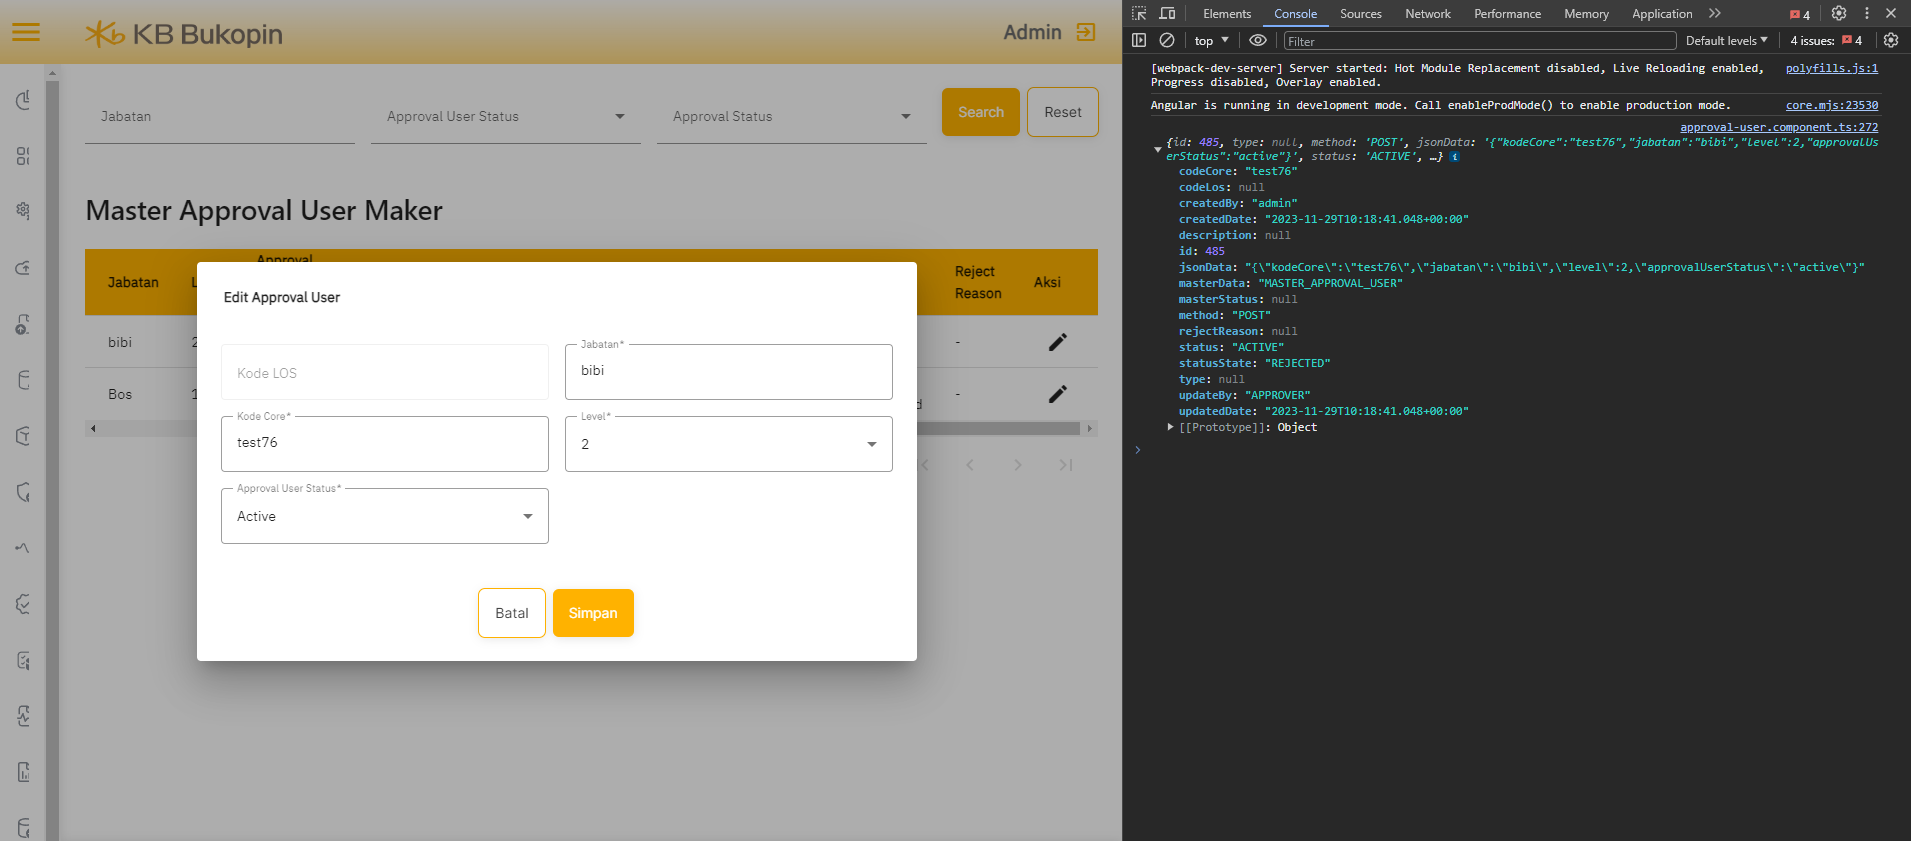 KB Bukopin
Admin
Jabatan
Approval User Status
Approval Status
Search
Reset
Master Approval User Maker
Jabatan
Approval
Reject
Reason
Aksi
bibi
2
-
Bos
-
Edit Approval User
Kode LOS
Jabatan*
bibi
Kode Core*
test76
Level*
2
Approval User Status*
Active
Batal
Simpan
Elements
Console
Sources
Network
Performance
Memory
Application
4
top
Filter
Default levels
4 issues:
4
[webpack-dev-server] Server started: Hot Module Replacement disabled, Live Reloading enabled, polyfills.js:1
Progress disabled, Overlay enabled.
Angular is running in development mode. Call enableProdMode() to enable production mode. core.mjs:23530
approval-user.component.ts:272
{id: 485, type: null, method: 'POST', jsonData: '{"kodeCore":"test76","jabatan":"bibi","level":2,"approvalUs
erStatus":"active"}', status: 'ACTIVE', …}
codeCore: "test76"
codeLos: null
createdBy: "admin"
createdDate: "2023-11-29T10:18:41.048+00:00"
description: null
id: 485
jsonData: "{\"kodeCore\":\"test76\",\"jabatan\":\"bibi\",\"level\":2,\"approvalUserStatus\":\"active\"}"
masterData: "MASTER_APPROVAL_USER"
masterStatus: null
method: "POST"
rejectReason: null
status: "ACTIVE"
statusState: "REJECTED"
type: null
updateBy: "APPROVER"
updatedDate: "2023-11-29T10:18:41.048+00:00"
[[Prototype]]: Object